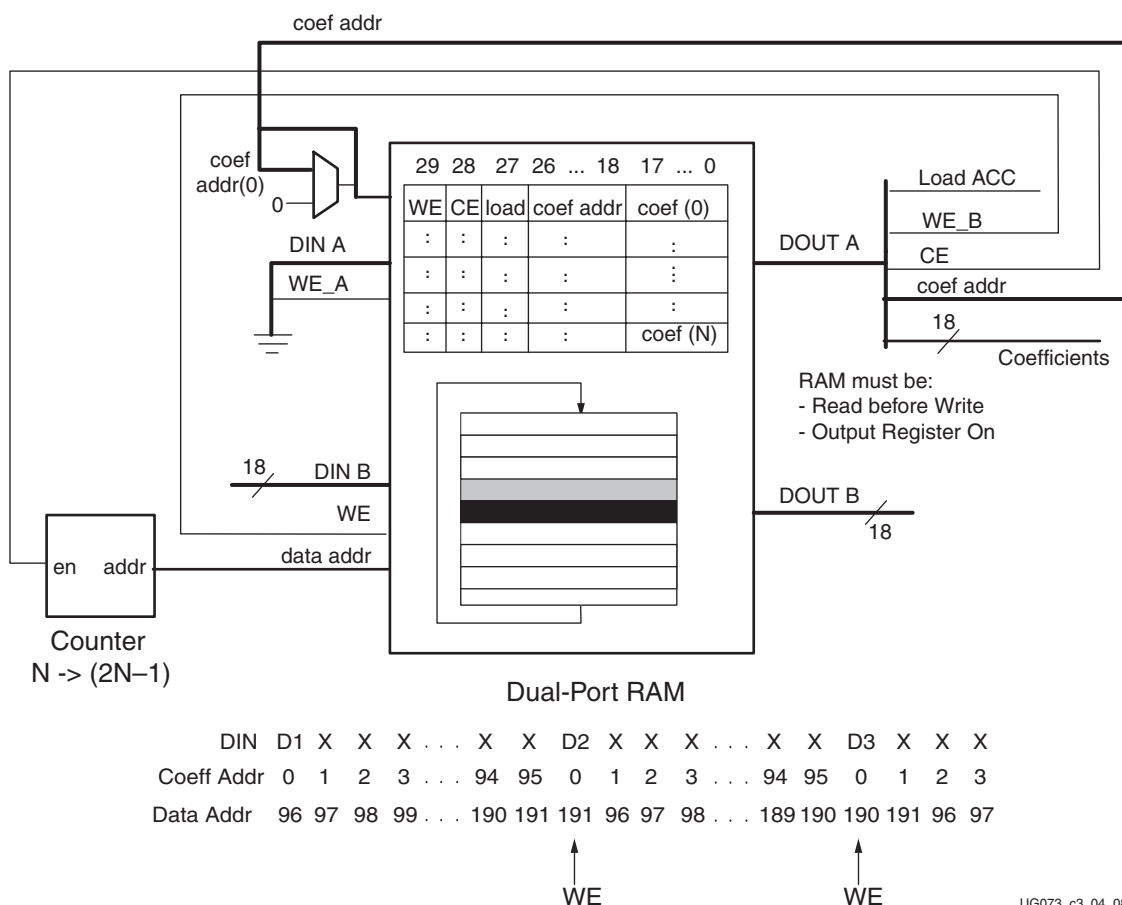 coef addr
coef
addr(0)
0
29 28 27 26 ... 18 17 ... 0
WE CE load coef addr coef (0)
: : : : :
: : : : :
: : : : :
: : : : coef (N)
DIN A
WE_A
DOUT A
Load ACC
WE_B
CE
coef addr
18
Coefficients
RAM must be:
- Read before Write
- Output Register On
18 DIN B
WE
data addr
DOUT B
18
en addr
Counter
N -> (2N–1)
Dual-Port RAM
DIN D1 X X X . . . X X D2 X X X . . . X X D3 X X X
Coeff Addr 0 1 2 3 . . . 94 95 0 1 2 3 . . . 94 95 0 1 2 3
Data Addr 96 97 98 99 . . . 190 191 191 96 97 98 . . . 189 190 190 191 96 97
WE WE